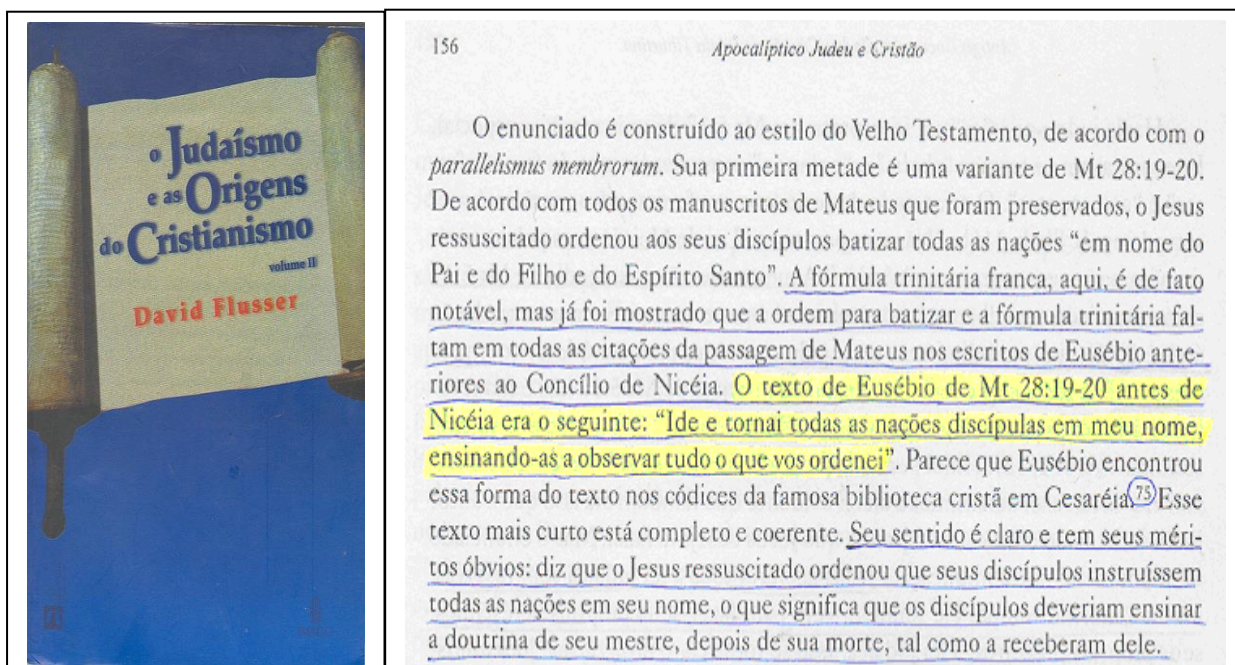 o Judaísmo
e as Origens
do Cristianismo
volume II
David Flusser
156
Apocalíptico Judeu e Cristão
O enunciado é construído ao estilo do Velho Testamento, de acordo com o
parallelismus membrorum. Sua primeira metade é uma variante de Mt 28:19-20.
De acordo com todos os manuscritos de Mateus que foram preservados, o Jesus
ressuscitado ordenou aos seus discípulos batizar todas as nações “em nome do
Pai e do Filho e do Espírito Santo”. A fórmula trinitária franca, aqui, é de fato
notável, mas já foi mostrado que a ordem para batizar e a fórmula trinitária fal-
tam em todas as citações da passagem de Mateus nos escritos de Eusébio ante-
riores ao Concílio de Nicéia. O texto de Eusébio de Mt 28:19-20 antes de
Nicéia era o seguinte: “Ide e tornai todas as nações discípulas em meu nome,
ensinando-as a observar tudo o que vos ordenei”. Parece que Eusébio encontrou
essa forma do texto nos códices da famosa biblioteca cristã em Cesaréia.75 Esse
texto mais curto está completo e coerente. Seu sentido é claro e tem seus méri-
tos óbvios: diz que o Jesus ressuscitado ordenou que seus discípulos instruíssem
todas as nações em seu nome, o que significa que os discípulos deveriam ensinar
a doutrina de seu mestre, depois de sua morte, tal como a receberam dele.